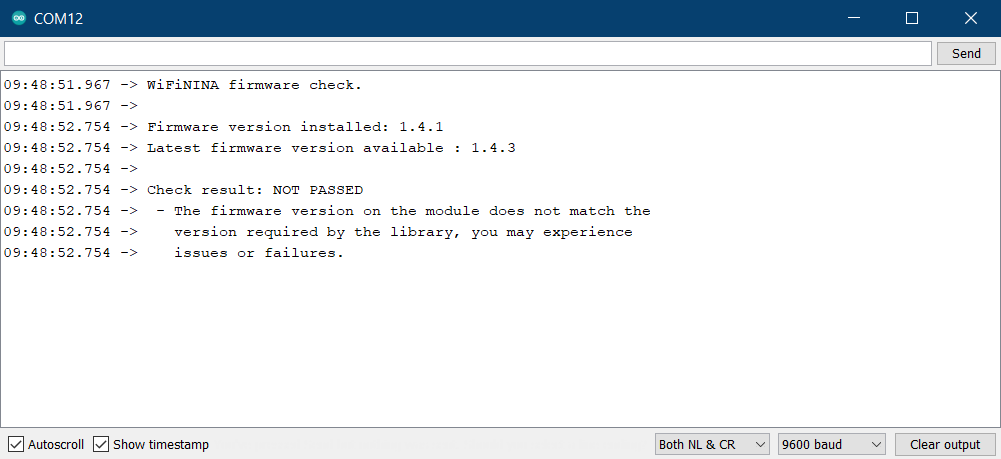 COM12
Send
09:48:51.967 -> WiFiNINA firmware check.
09:48:51.967 ->
09:48:52.754 -> Firmware version installed: 1.4.1
09:48:52.754 -> Latest firmware version available : 1.4.3
09:48:52.754 ->
09:48:52.754 -> Check result: NOT PASSED
09:48:52.754 ->  - The firmware version on the module does not match the
09:48:52.754 ->    version required by the library, you may experience
09:48:52.754 ->    issues or failures.
Autoscroll Show timestamp Both NL & CR 9600 baud Clear output